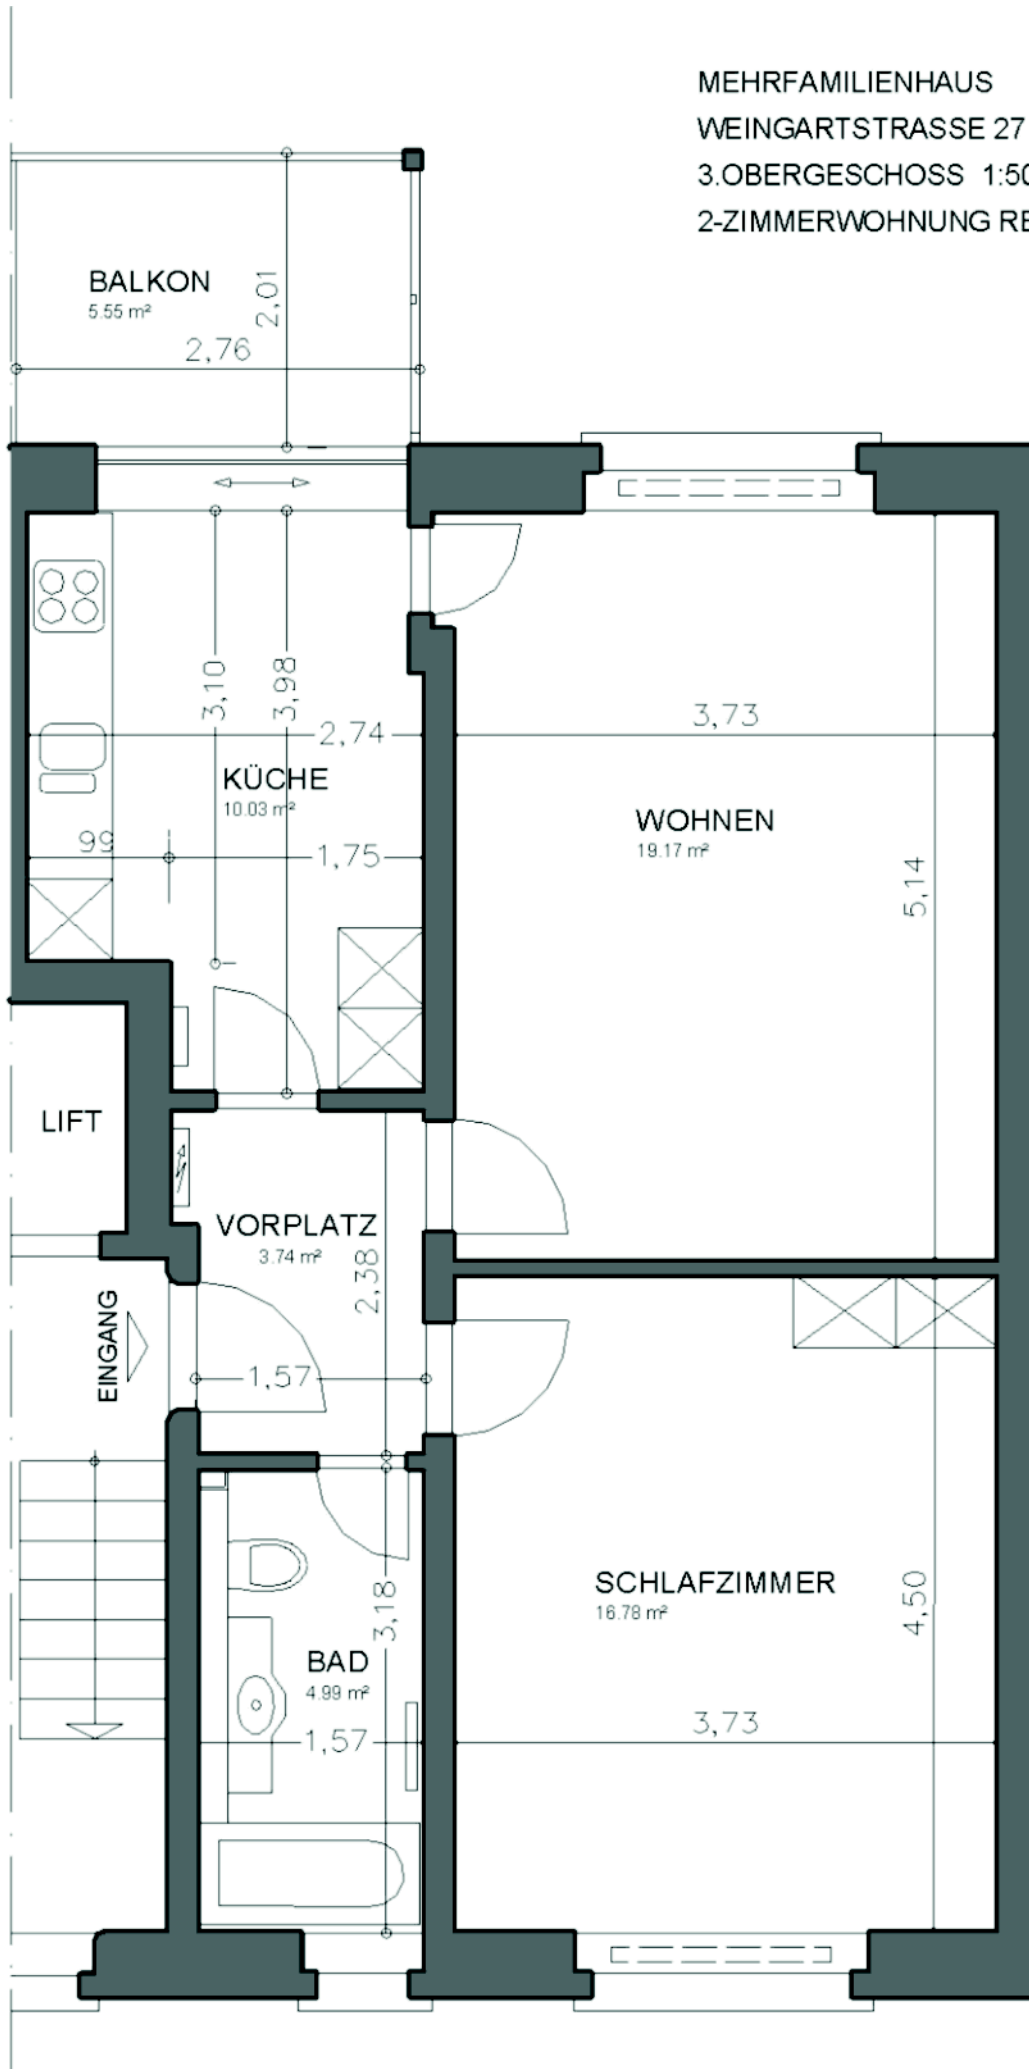 MEHRFAMILIENHAUS
WEINGARTSTRASSE 27
3.OBERGESCHOSS 1:50
2-ZIMMERWOHNUNG RE
BALKON
5.55 m²
2,01
2,76
3,10
3,98
2,74
3,73
KÜCHE
10.03 m²
WOHNEN
19.17 m²
99
1,75
5,14
LIFT
VORPLATZ
3.74 m²
2,38
EINGANG
1,57
SCHLAFZIMMER
16.78 m²
4,50
3,18
BAD
4.99 m²
1,57
3,73